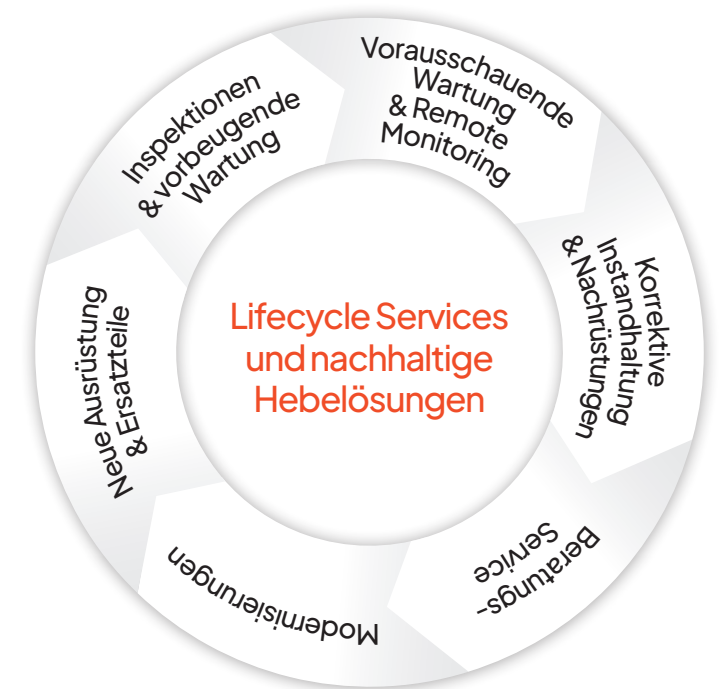 Lifecycle Services
und nachhaltige
Hebelösungen
Inspektionen
& vorbeugende
Wartung
Vorausschauende
Wartung
& Remote
Monitoring
Korrektive
Instandhaltung
& Nachrüstungen
Beratungs-
Service
Modernisierungen
Neue Ausrüstung
& Ersatzteile